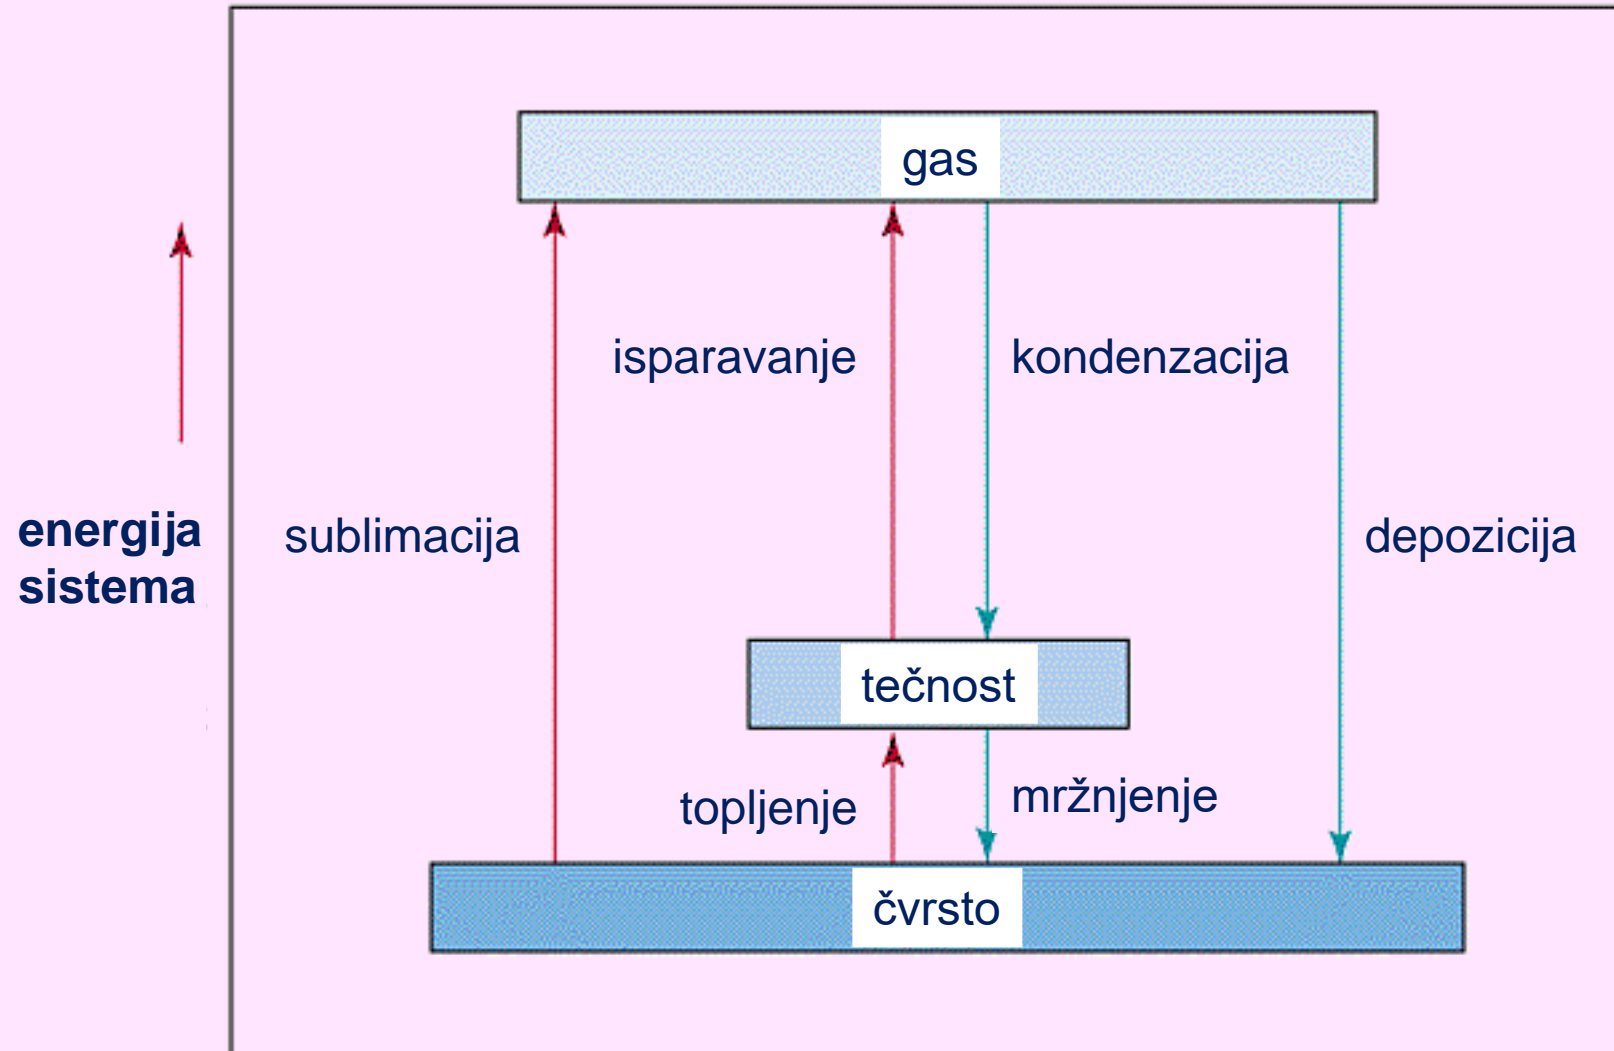 gas
isparavanje
kondenzacija
energija
sistema
sublimacija
depozicija
tečnost
topljenje
mržnjenje
čvrsto